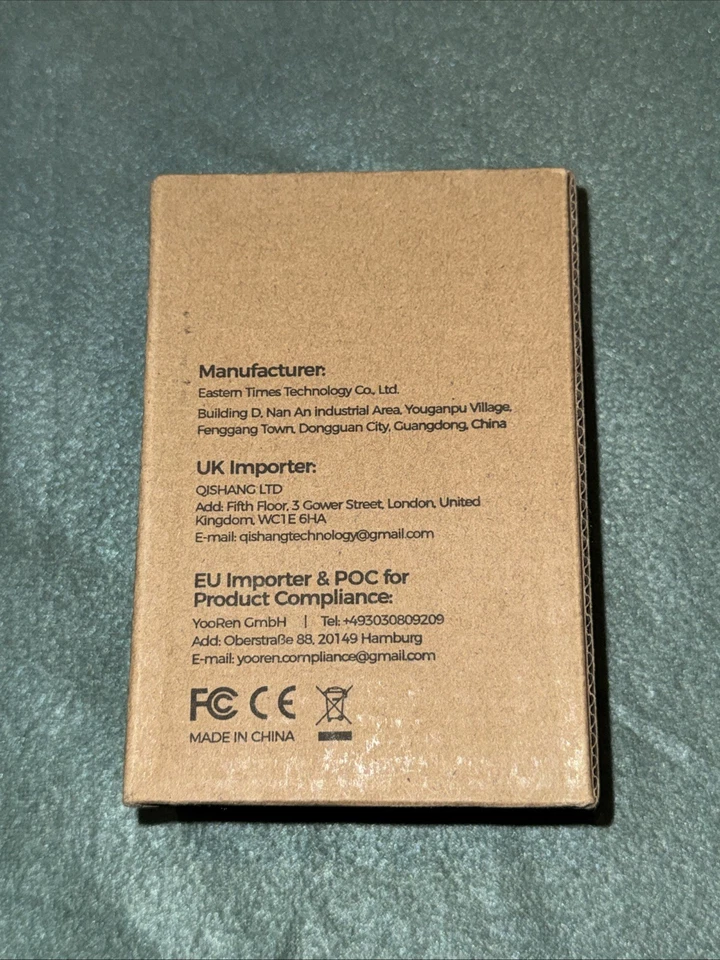 Manufacturer:
Eastern Times Technology Co., Ltd.
Building D, Nan An industrial Area, Youganpu Village,
Fenggang Town, Dongguan City, Guangdong, China
UK Importer:
QISHANG LTD
Add: Fifth Floor, 3 Gower Street, London, United
Kingdom, WC1E 6HA
E-mail: qishangtechnology@gmail.com
EU Importer & POC for
Product Compliance:
YooRen GmbH | Tel: +493030809209
Add: Oberstraße 88, 20149 Hamburg
E-mail: yooren.compliance@gmail.com
FC CE
MADE IN CHINA